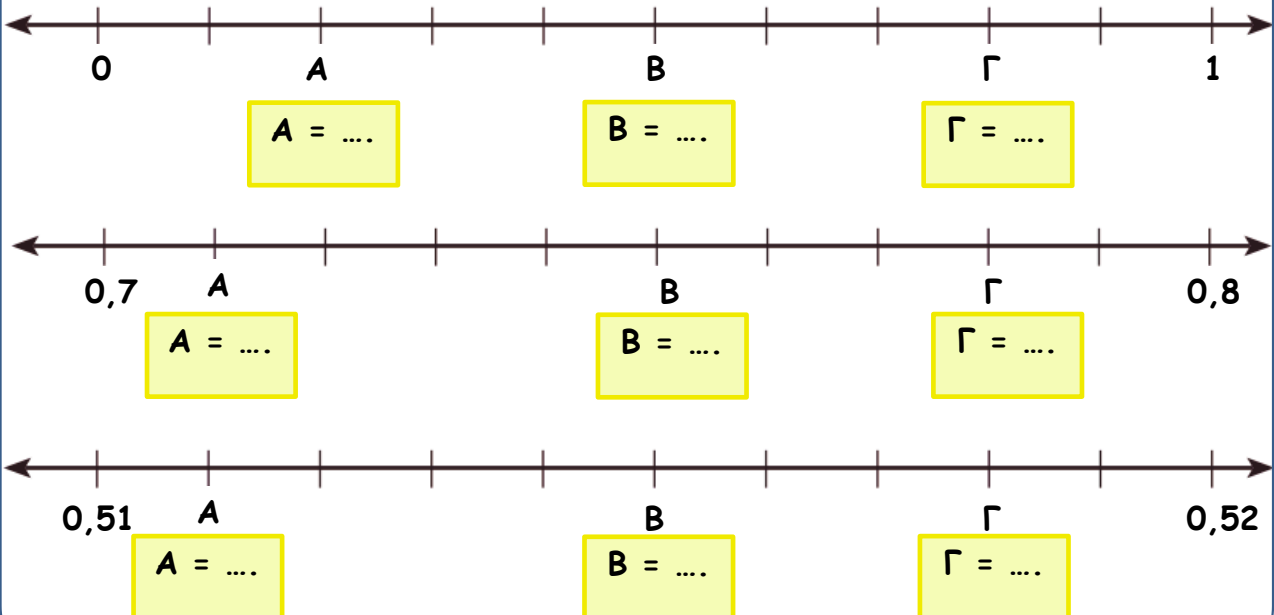 0 Α Β Γ 1
Α = .... Β = .... Γ = ....
0,7 Α Β Γ 0,8
Α = .... Β = .... Γ = ....
0,51 Α Β Γ 0,52
Α = .... Β = .... Γ = ....